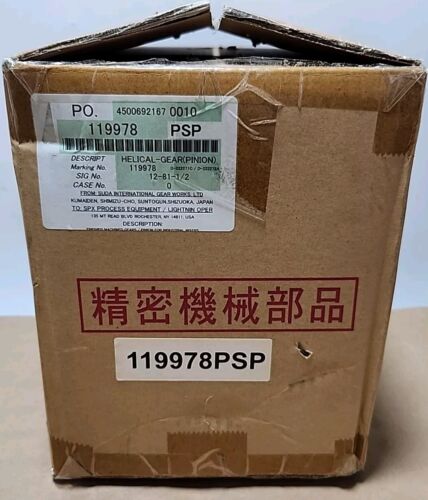 PO. 4500692167 0010
119978 PSP
DESCRIPT HELICAL-GEAR(PINION)
Marking No. 119978
SIG No. 12-81-1/2
CASE No. 0
FROM: SUDA INTERNATIONAL GEAR WORKS, LTD
KUMAIDEN, SHIMIZU-CHO, SUNTOGUN, SHIZUOKA, JAPAN
TO: SPX PROCESS EQUIPMENT / LIGHTNIN OPER
135 MT READ BLVD ROCHESTER, NY 14611, USA
DESCRIPTION:
精密機械部品
119978PSP